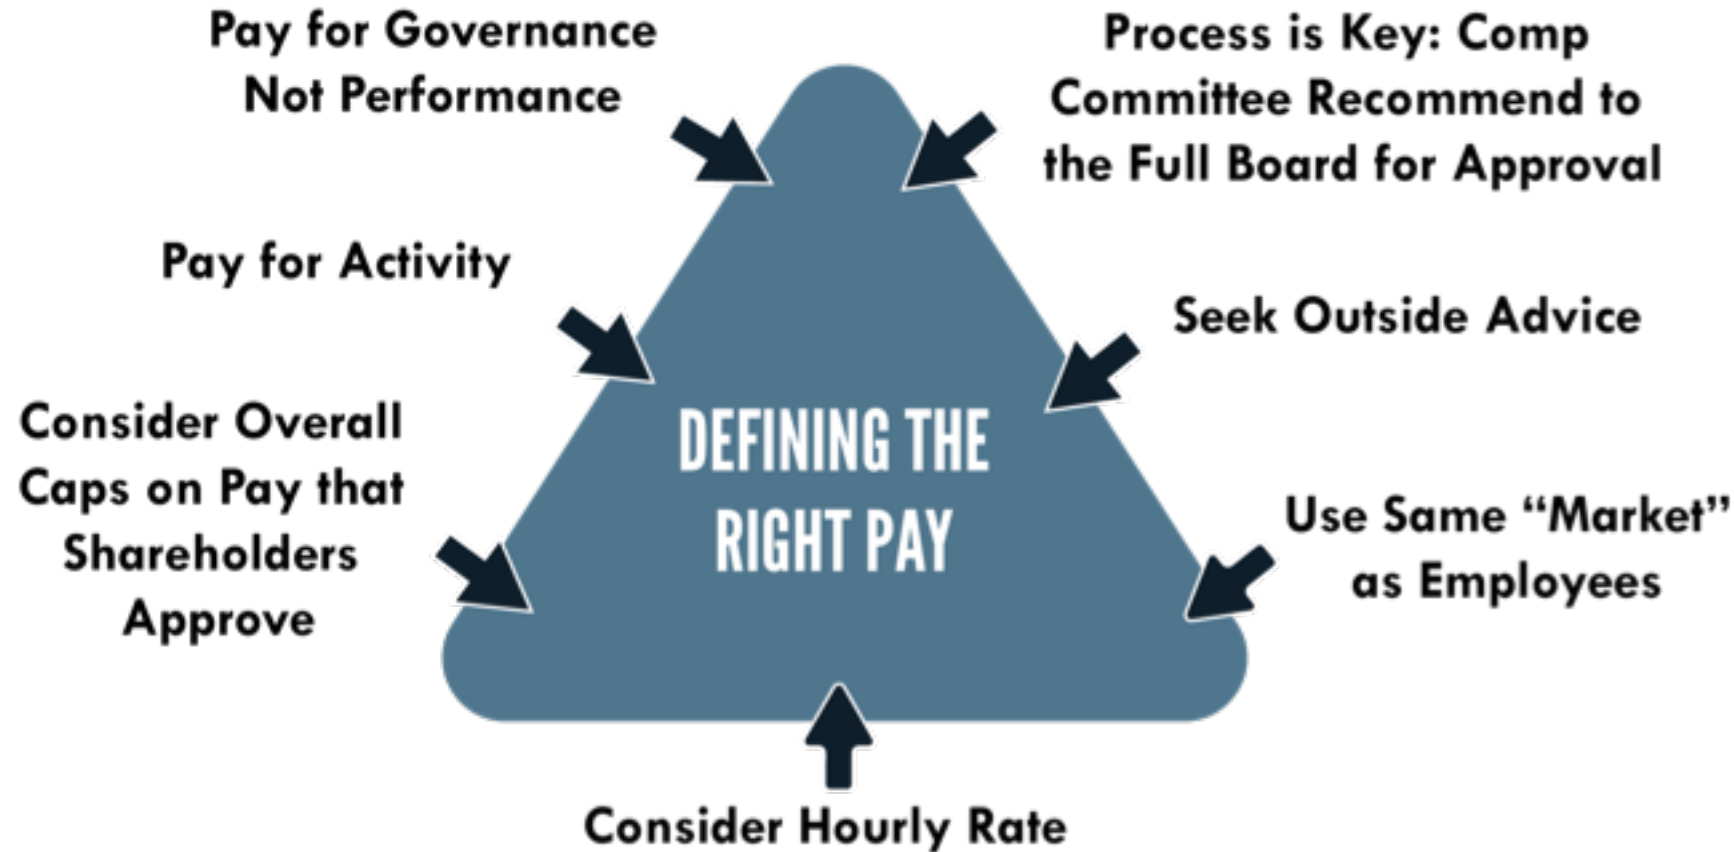 Pay for Governance
Not Performance
Process is Key: Comp
Committee Recommend to
the Full Board for Approval
Pay for Activity
Seek Outside Advice
Consider Overall
Caps on Pay that
Shareholders
Approve
DEFINING THE
RIGHT PAY
Use Same “Market”
as Employees
Consider Hourly Rate